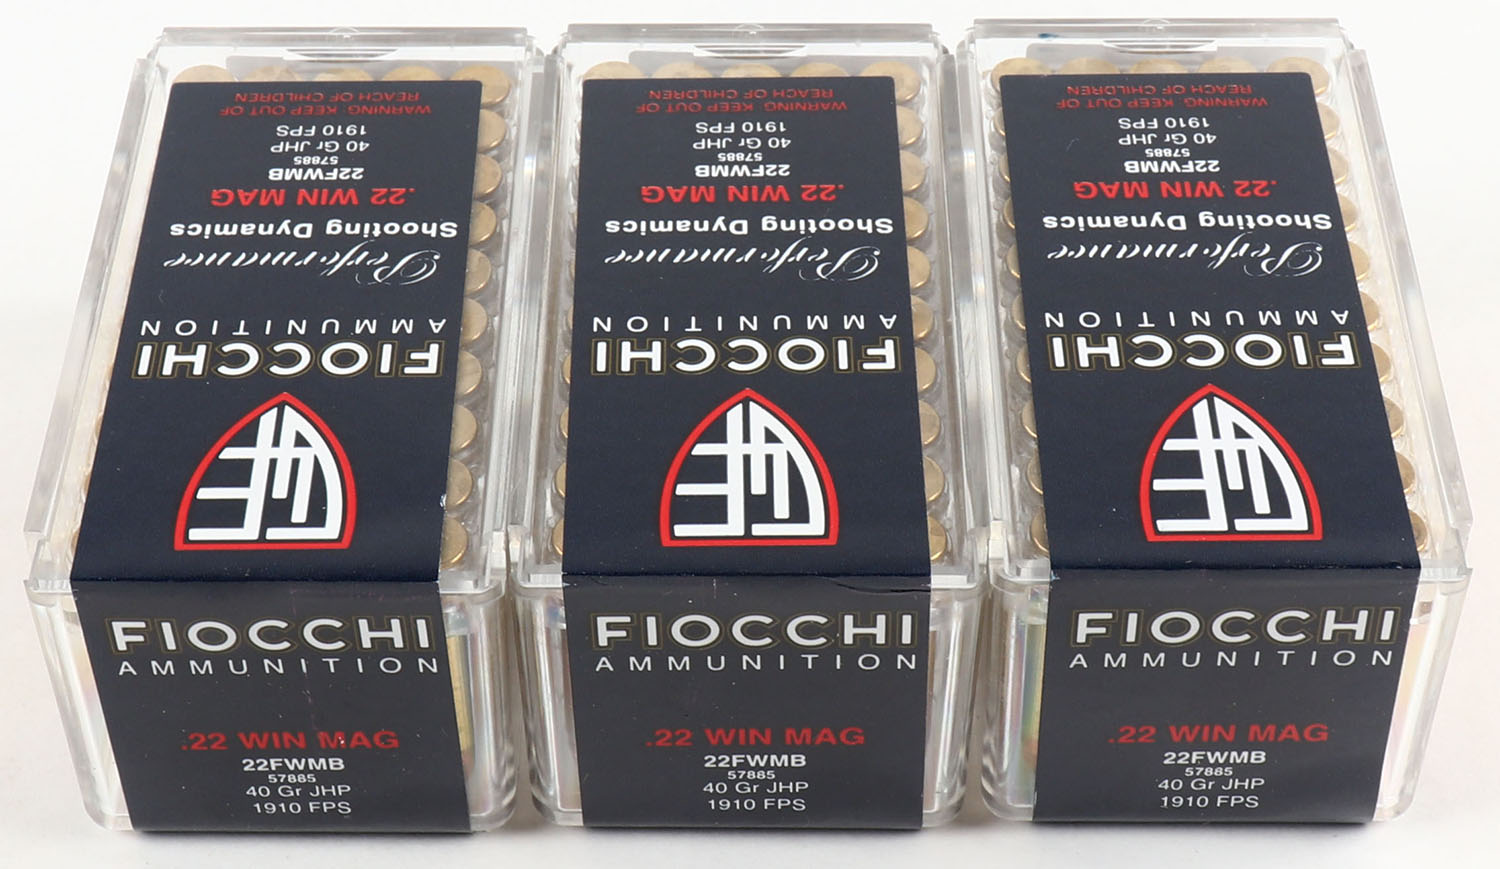 WARNING: KEEP OUT OF
REACH OF CHILDREN
1910 FPS
40 Gr JHP
57885
22FWMB
.22 WIN MAG
Shooting Dynamics
Performance
FIOCCHI
AMMUNITION
FIOCCHI
AMMUNITION
.22 WIN MAG
22FWMB
57885
40 Gr JHP
1910 FPS
WARNING: KEEP OUT OF
REACH OF CHILDREN
1910 FPS
40 Gr JHP
57885
22FWMB
.22 WIN MAG
Shooting Dynamics
Performance
FIOCCHI
AMMUNITION
FIOCCHI
AMMUNITION
.22 WIN MAG
22FWMB
57885
40 Gr JHP
1910 FPS
WARNING: KEEP OUT OF
REACH OF CHILDREN
1910 FPS
40 Gr JHP
57885
22FWMB
.22 WIN MAG
Shooting Dynamics
Performance
FIOCCHI
AMMUNITION
FIOCCHI
AMMUNITION
.22 WIN MAG
22FWMB
57885
40 Gr JHP
1910 FPS